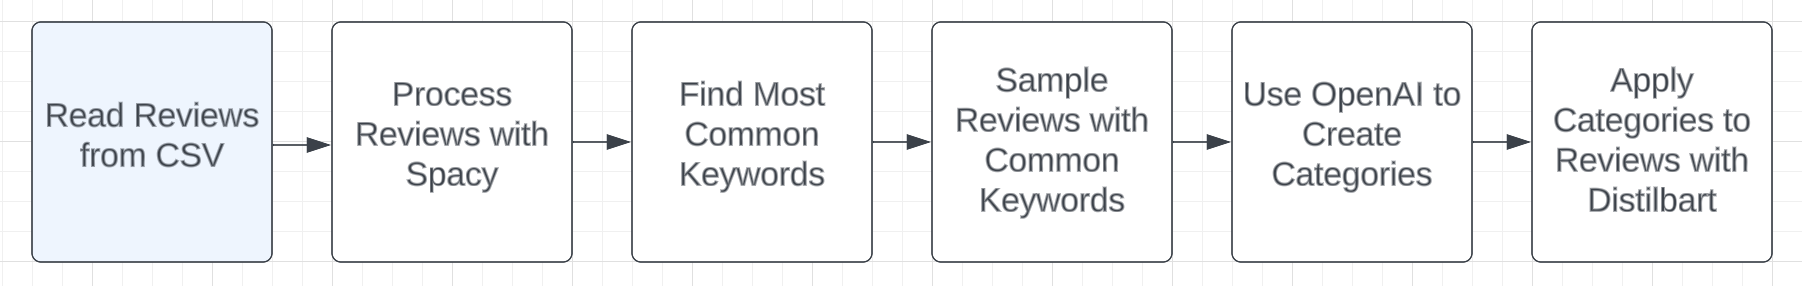 Read Reviews
from CSV
Process
Reviews with
Spacy
Find Most
Common
Keywords
Sample
Reviews with
Common
Keywords
Use OpenAI to
Create
Categories
Apply
Categories to
Reviews with
Distilbart